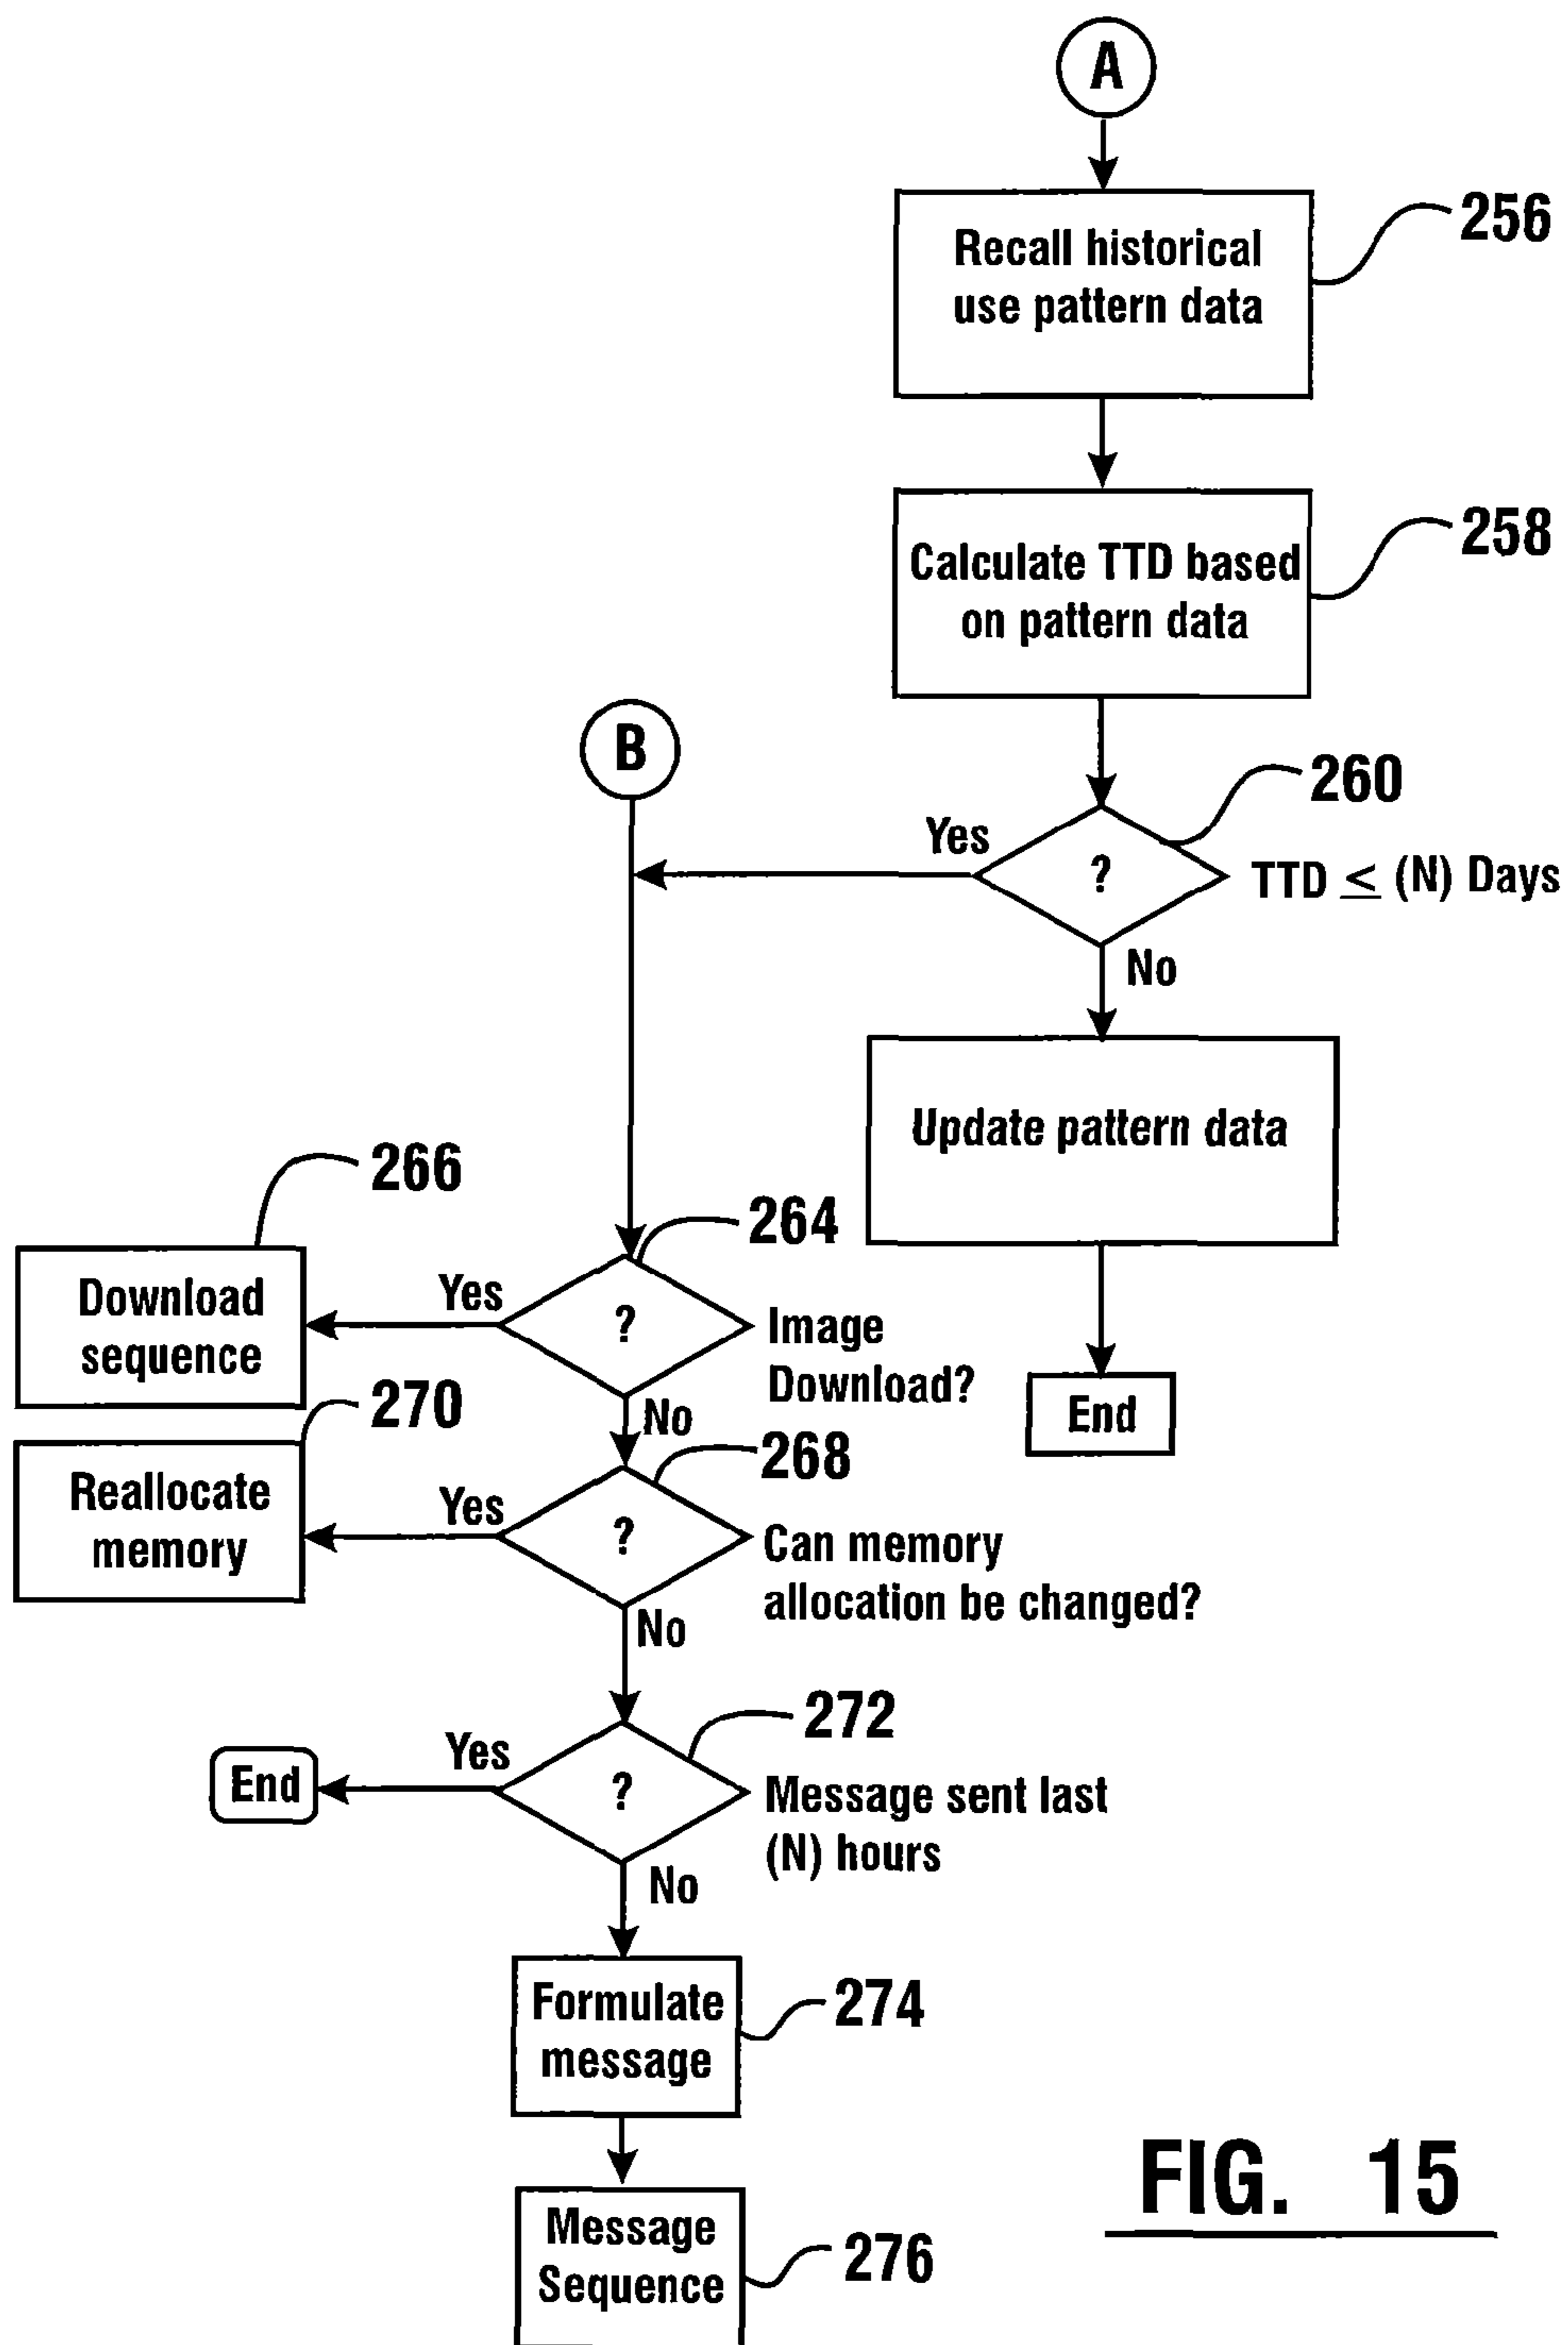 A
Recall historical
use pattern data
256
Calculate TTD based
on pattern data
258
B
260
Yes
?
TTD ≤ (N) Days
No
Update pattern data
End
266
264
Download
sequence
Yes
?
Image
Download?
270
No
268
Reallocate
memory
Yes
?
Can memory
allocation be changed?
No
272
End
Yes
?
Message sent last
(N) hours
No
Formulate
message
274
Message
Sequence
276
FIG. 15